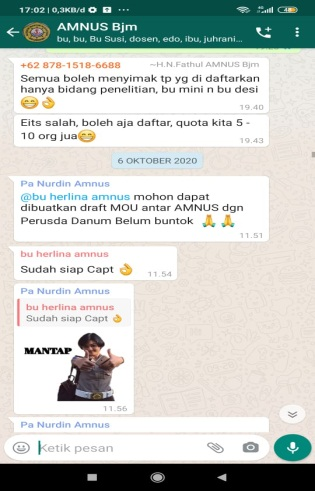 17:02 | 0,3KB/d
AMNUS Bjm
bu, bu, Bu Susi, dosen, edo, ibu, juhrani...
+62 878-1518-6688 ~H.N.Fathul AMNUS Bjm
Semua boleh menyimak tp yg di daftarkan
hanya bidang penelitian, bu mini n bu desi
19.40
Eits salah, boleh aja daftar, quota kita 5 -
10 org jua
19.43
6 OKTOBER 2020
Pa Nurdin Amnus
@bu herlina amnus mohon dapat
dibuatkan draft MOU antar AMNUS dgn
Perusda Danum Belum buntok
11.51
bu herlina amnus
Sudah siap Capt
11.54
Pa Nurdin Amnus
bu herlina amnus
Sudah siap Capt
MANTAP
11.56
Pa Nurdin Amnus
Ketik pesan